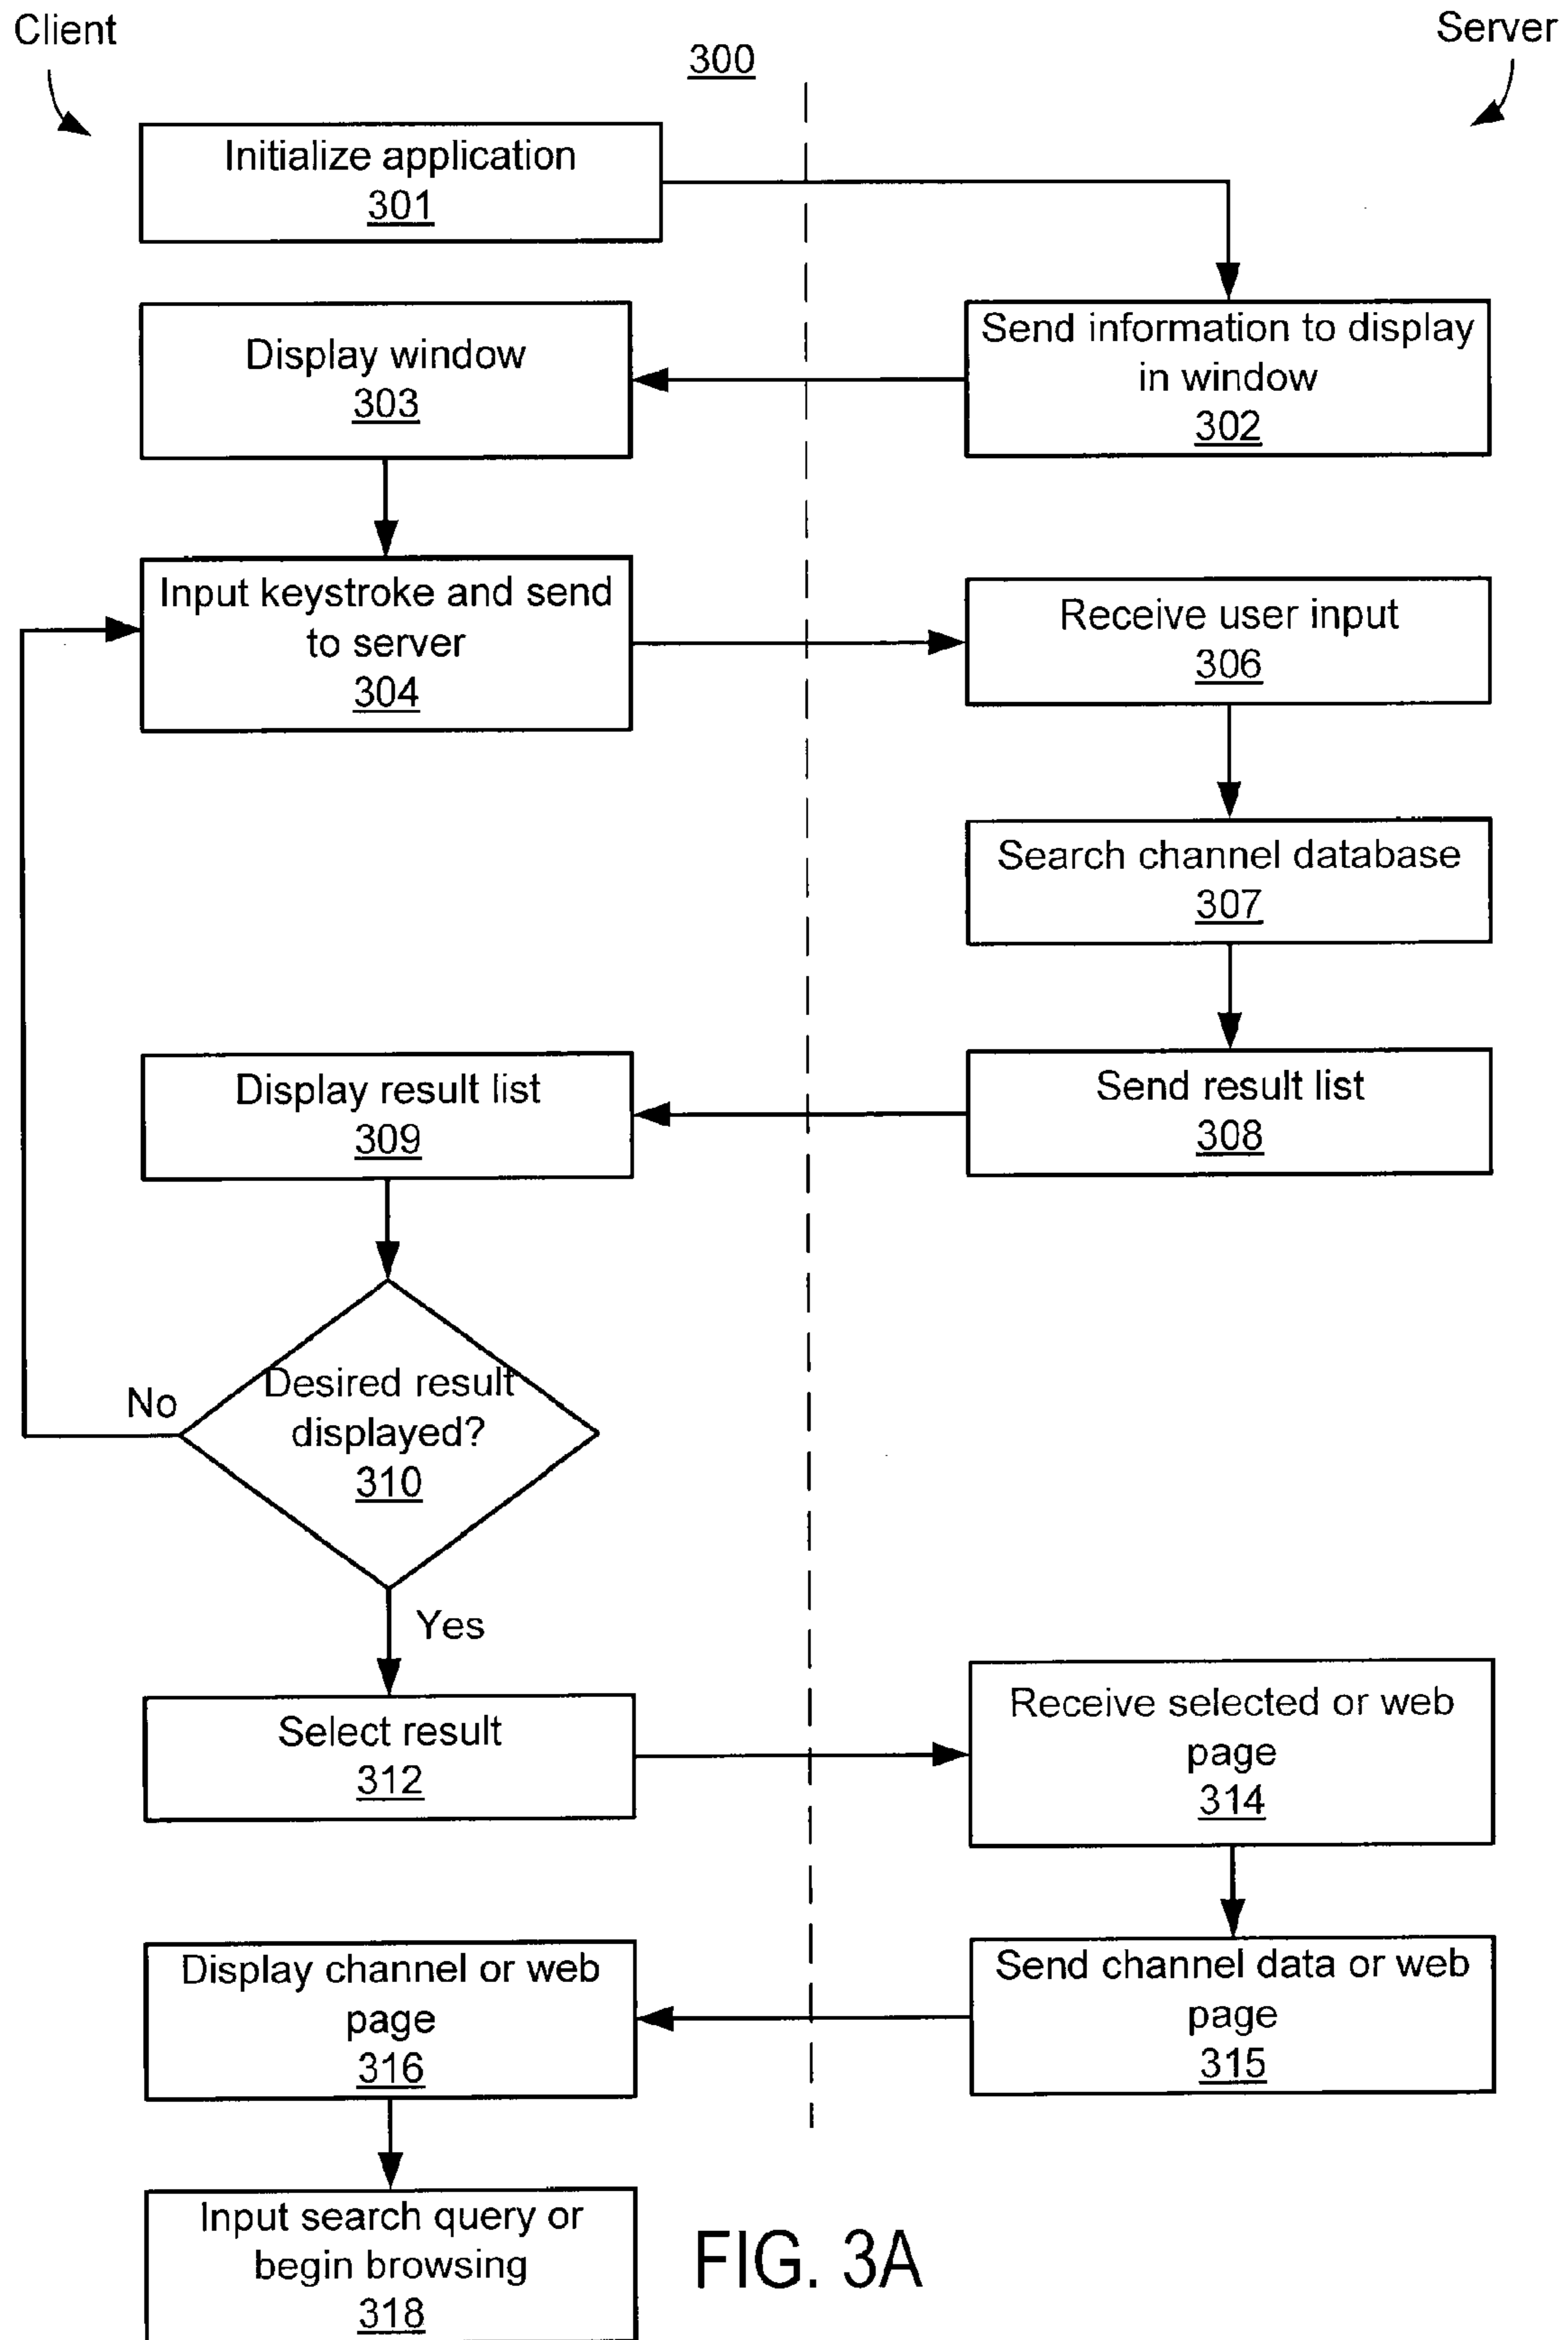 Client
Server
300
Initialize application
301
Send information to display
in window
302
Display window
303
Input keystroke and send
to server
304
Receive user input
306
Search channel database
307
Send result list
308
Display result list
309
Desired result
displayed?
310
No
Yes
Select result
312
Receive selected or web
page
314
Send channel data or web
page
315
Display channel or web
page
316
Input search query or
begin browsing
318
FIG. 3A